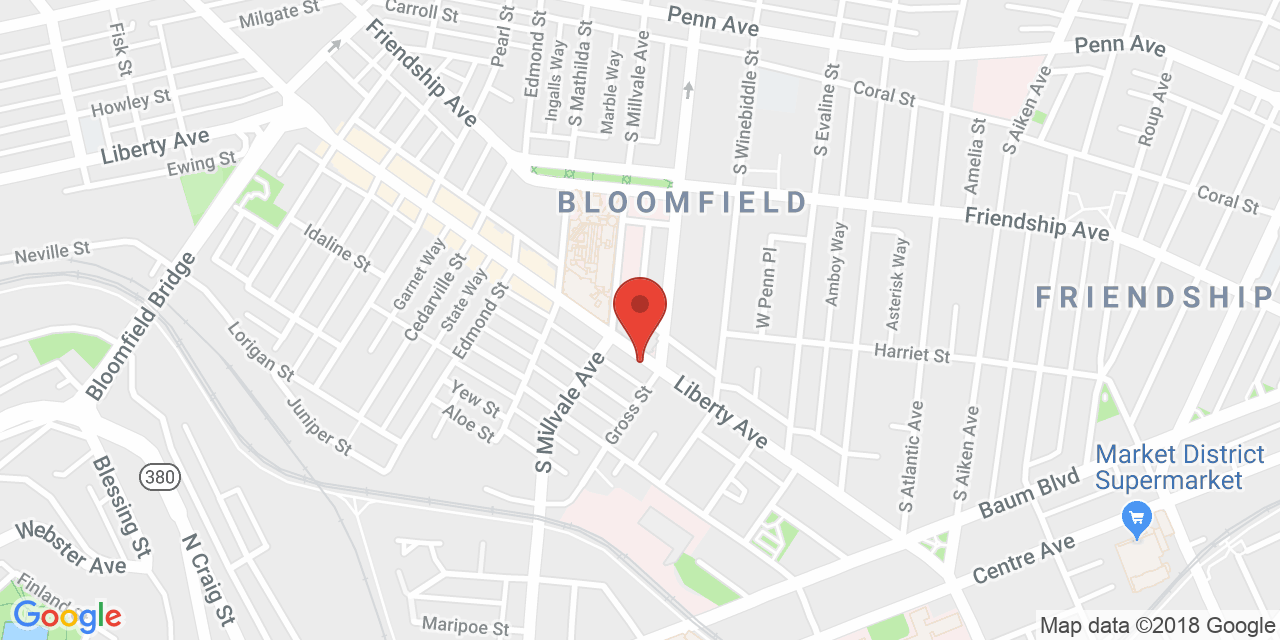 Milgate St
Carroll St
Penn Ave
Fisk St
Friendship Ave
Pearl St
Edmond St
Ingalls Way
S Mathilda St
Marble Way
S Millvale Ave
S Winebiddle St
S Evaline St
Penn Ave
Coral St
S Aiken Ave
Roup Ave
Howley St
Liberty Ave
Ewing St
Amelia St
Coral St
BLOOMFIELD
Friendship Ave
Neville St
Idaline St
Garnet Way
Cedarville St
State Way
Edmond St
W Penn Pl
Amboy Way
Asterisk Way
FRIENDSHIP
Bloomfield Bridge
Lorigan St
Juniper St
Harriet St
Yew St
Aloe St
S Millvale Ave
Gross St
Liberty Ave
S Atlantic Ave
S Aiken Ave
Market District
Supermarket
Baum Blvd
380
Blessing St
Webster Ave
N Craig St
Centre Ave
Finland
Google
Maripoe St
Map data ©2018 Google